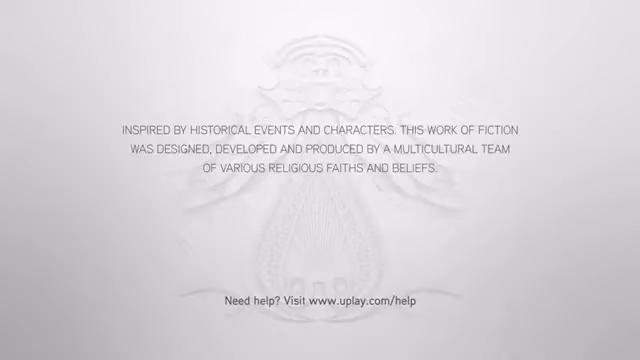 INSPIRED BY HISTORICAL EVENTS AND CHARACTERS. THIS WORK OF FICTION
WAS DESIGNED, DEVELOPED AND PRODUCED BY A MULTICULTURAL TEAM
OF VARIOUS RELIGIOUS FAITHS AND BELIEFS.
Need help? Visit www.uplay.com/help